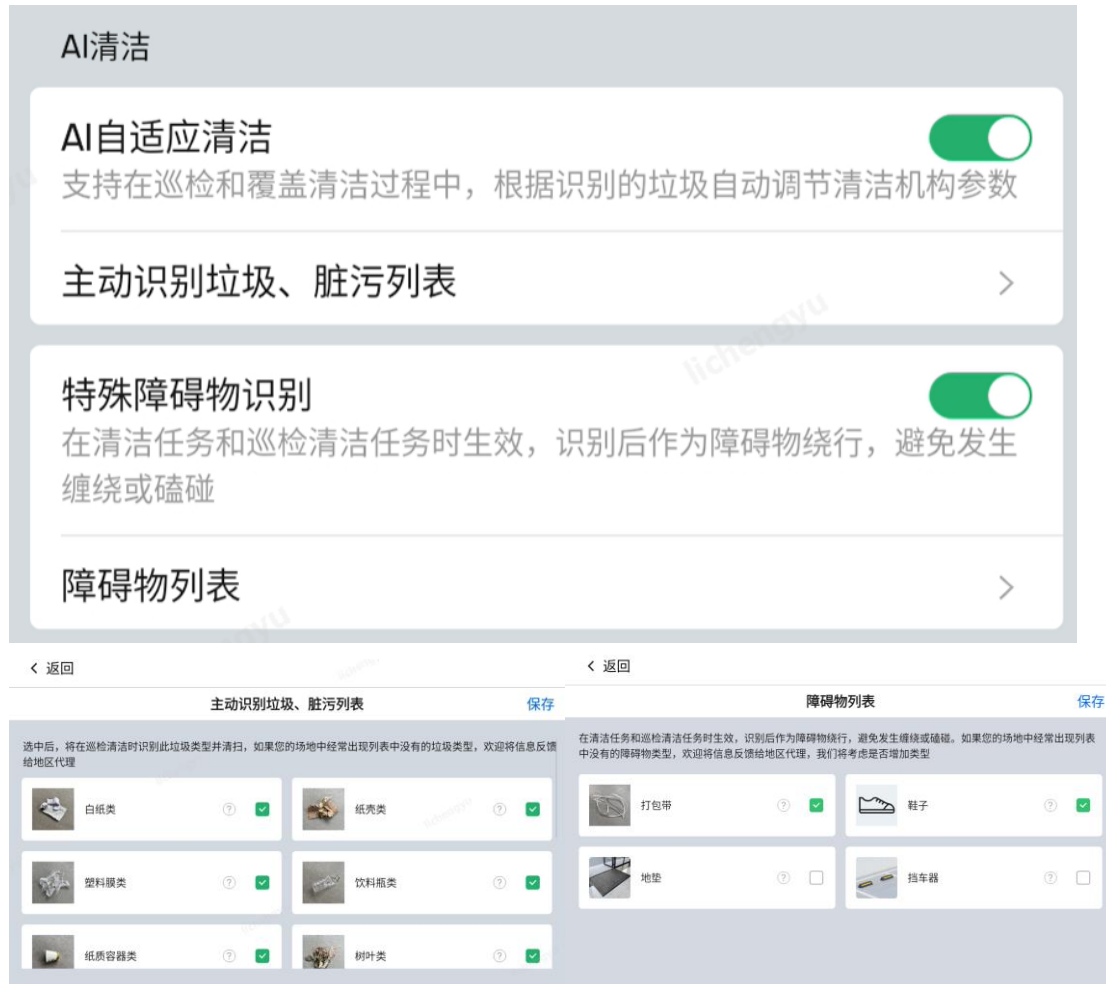 AI清洁
AI自适应清洁
支持在巡检和覆盖清洁过程中，根据识别的垃圾自动调节清洁机构参数
主动识别垃圾、脏污列表
lichengyu
特殊障碍物识别
在清洁任务和巡检清洁任务时生效，识别后作为障碍物绕行，避免发生
缠绕或磕碰
障碍物列表
返回
主动识别垃圾、脏污列表
保存
选中后，将在巡检清洁时识别此垃圾类型并清扫，如果您的场地中经常出现列表中没有的垃圾类型，欢迎将信息反馈
给地区代理
白纸类
纸壳类
塑料膜类
饮料瓶类
纸质容器类
树叶类
返回
障碍物列表
保存
在清洁任务和巡检清洁任务时生效，识别后作为障碍物绕行，避免发生缠绕或磕碰。如果您的场地中经常出现列表
中没有的障碍物类型，欢迎将信息反馈给地区代理，我们将考虑是否增加类型
打包带
鞋子
地垫
挡车器